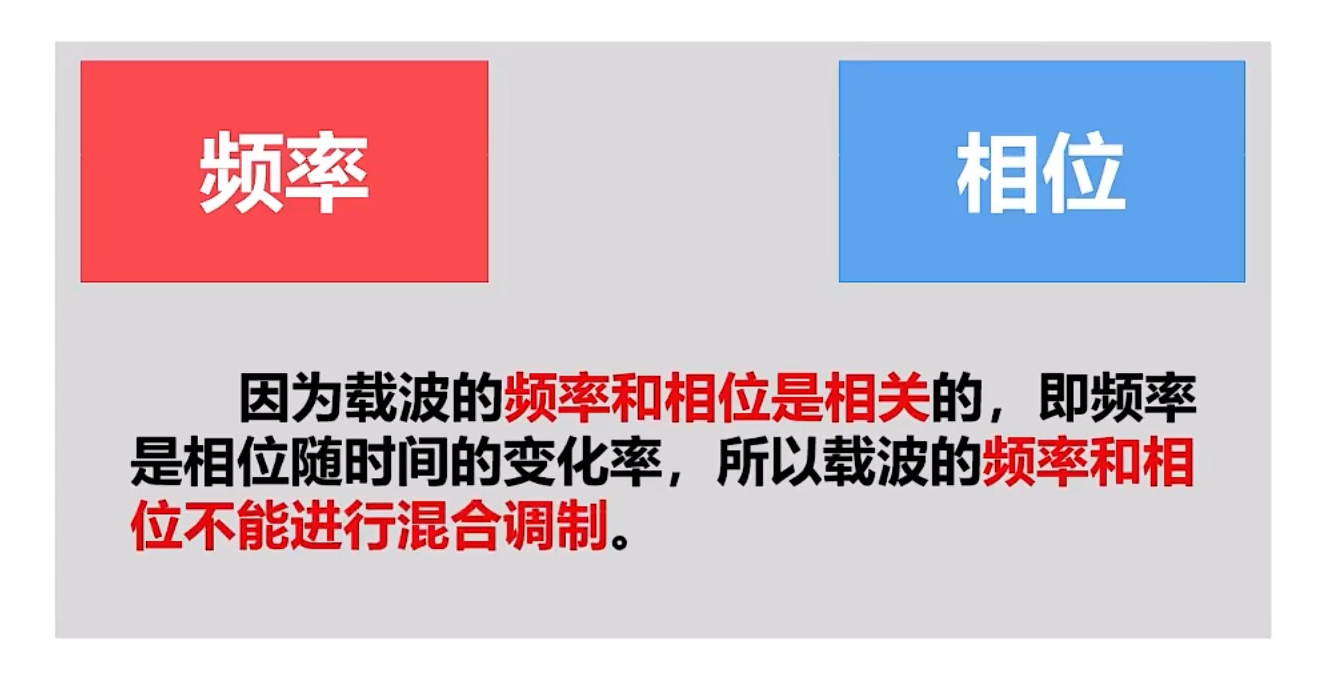 频率
相位
因为载波的频率和相位是相关的，即频率
是相位随时间的变化率，所以载波的频率和相
位不能进行混合调制。